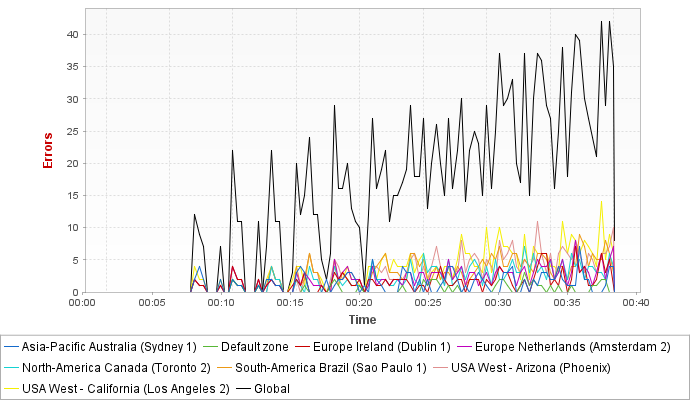 40
35
30
25
20
15
10
5
0
Errors
00:00 00:05 00:10 00:15 00:20 00:25 00:30 00:35 00:40
Time
Asia-Pacific Australia (Sydney 1) Default zone Europe Ireland (Dublin 1) Europe Netherlands (Amsterdam 2)
North-America Canada (Toronto 2) South-America Brazil (Sao Paulo 1) USA West - Arizona (Phoenix)
USA West - California (Los Angeles 2) Global